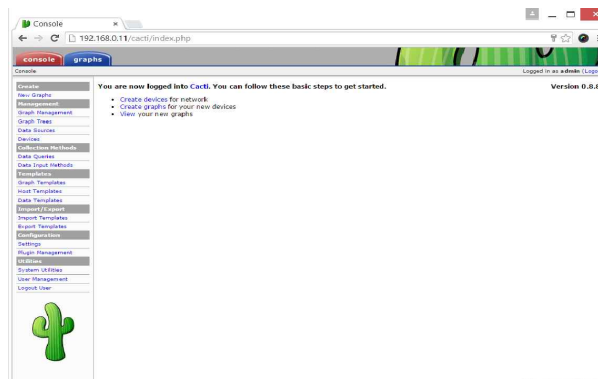 Console
192.168.0.11/cacti/index.php
console graphs
Console
Logged in as admin (Logo
Create
New Graphs
Management
Graph Management
Graph Trees
Data Sources
Devices
Collection Methods
Data Queries
Data Input Methods
Templates
Graph Templates
Host Templates
Data Templates
Import/Export
Import Templates
Export Templates
Configuration
Settings
Plugin Management
Utilities
System Utilities
User Management
Logout User
You are now logged into Cacti. You can follow these basic steps to get started.
Version 0.8.8
Create devices for network
Create graphs for your new devices
View your new graphs